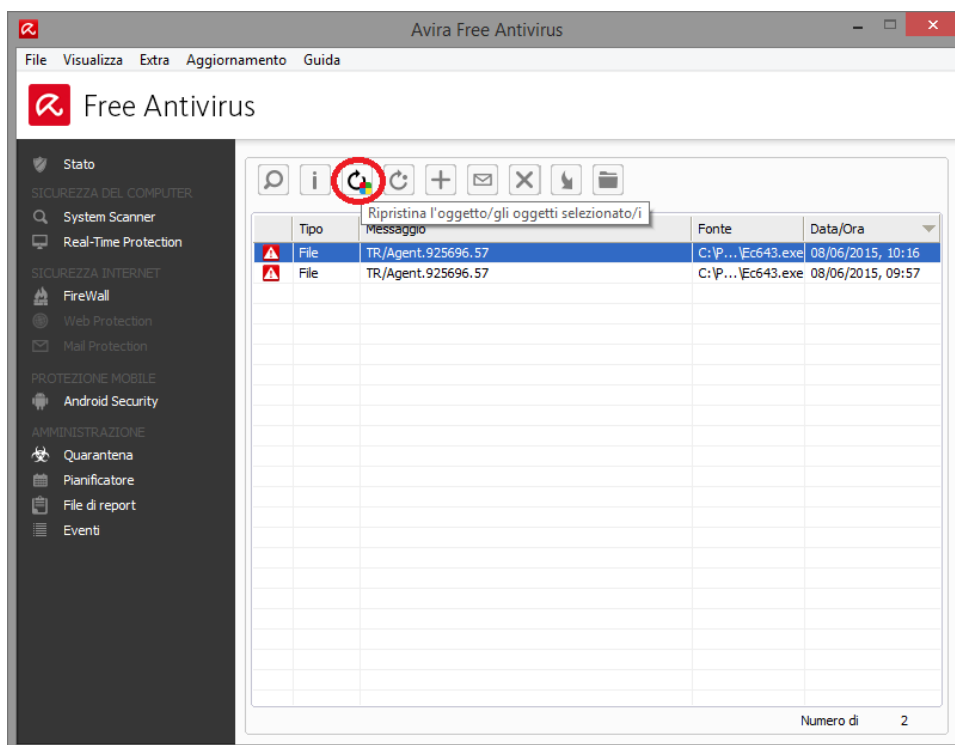 Avira Free Antivirus
File Visualizza Extra Aggiornamento Guida
Free Antivirus
Stato
SICUREZZA DEL COMPUTER
System Scanner
Real-Time Protection
SICUREZZA INTERNET
FireWall
Web Protection
Mail Protection
PROTEZIONE MOBILE
Android Security
AMMINISTRAZIONE
Quarantena
Pianificatore
File di report
Eventi
Ripristina l'oggetto/gli oggetti selezionato/i
Tipo Messaggio Fonte Data/Ora
File TR/Agent.925696.57 C:\P...\Ec643.exe 08/06/2015, 10:16
File TR/Agent.925696.57 C:\P...\Ec643.exe 08/06/2015, 09:57
Numero di 2